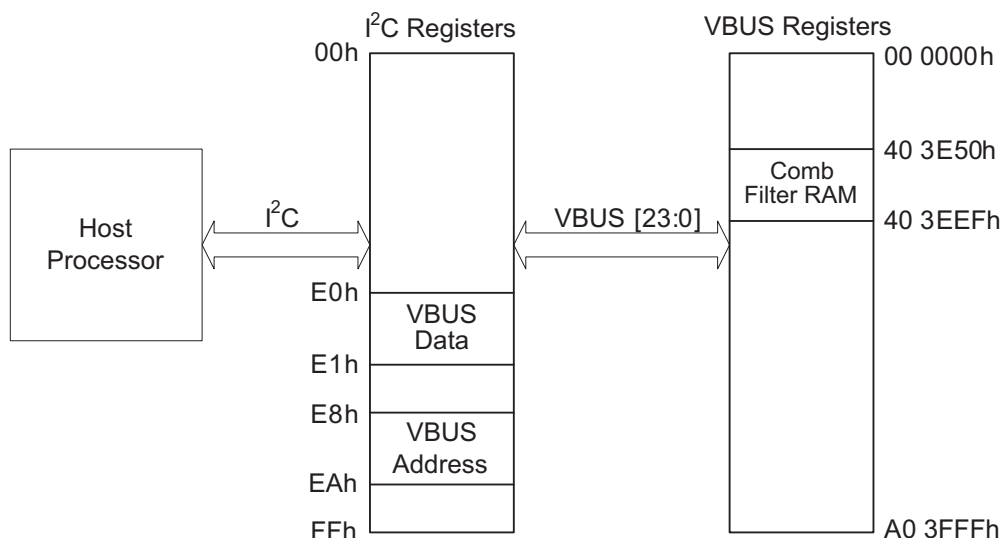 I²C Registers
VBUS Registers
00h
00 0000h
40 3E50h
Comb
Filter RAM
40 3EEFh
Host
Processor
I²C
VBUS [23:0]
E0h
VBUS
Data
E1h
E8h
VBUS
Address
EAh
FFh
A0 3FFFh